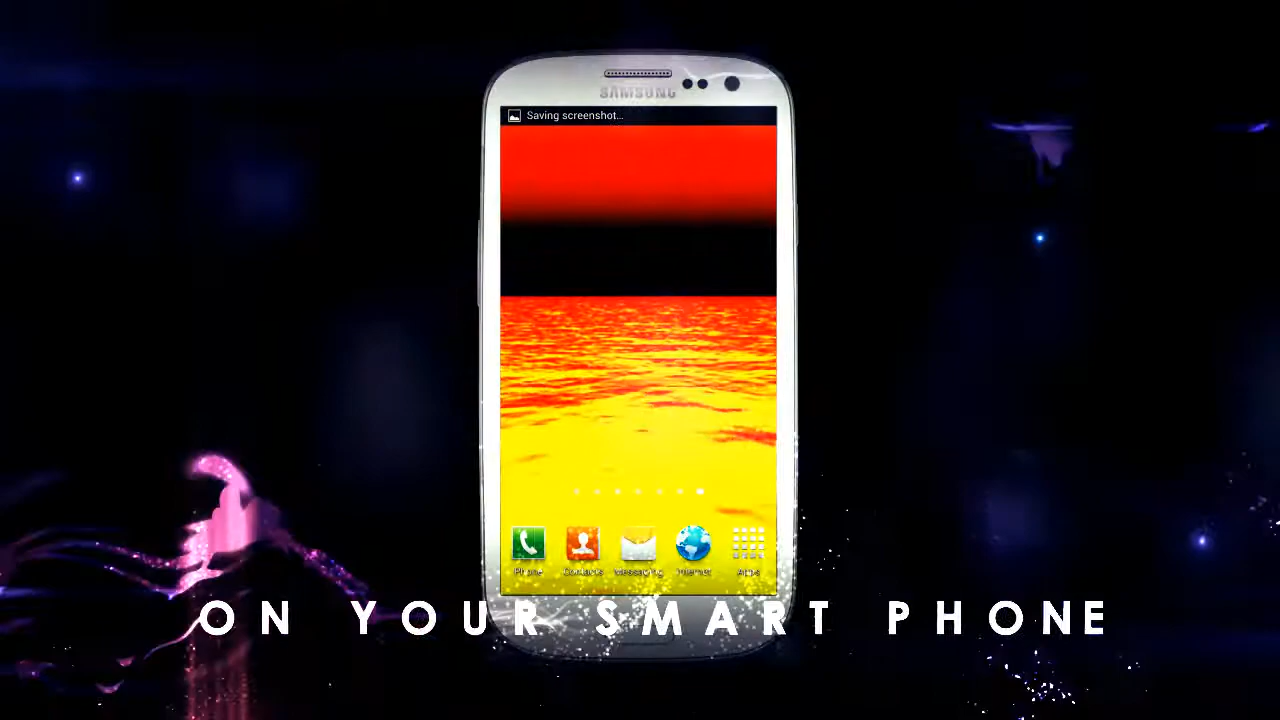 SAMSUNG
Saving screenshot...
Phone Contacts Messaging Internet Apps
ON YOUR SMART PHONE